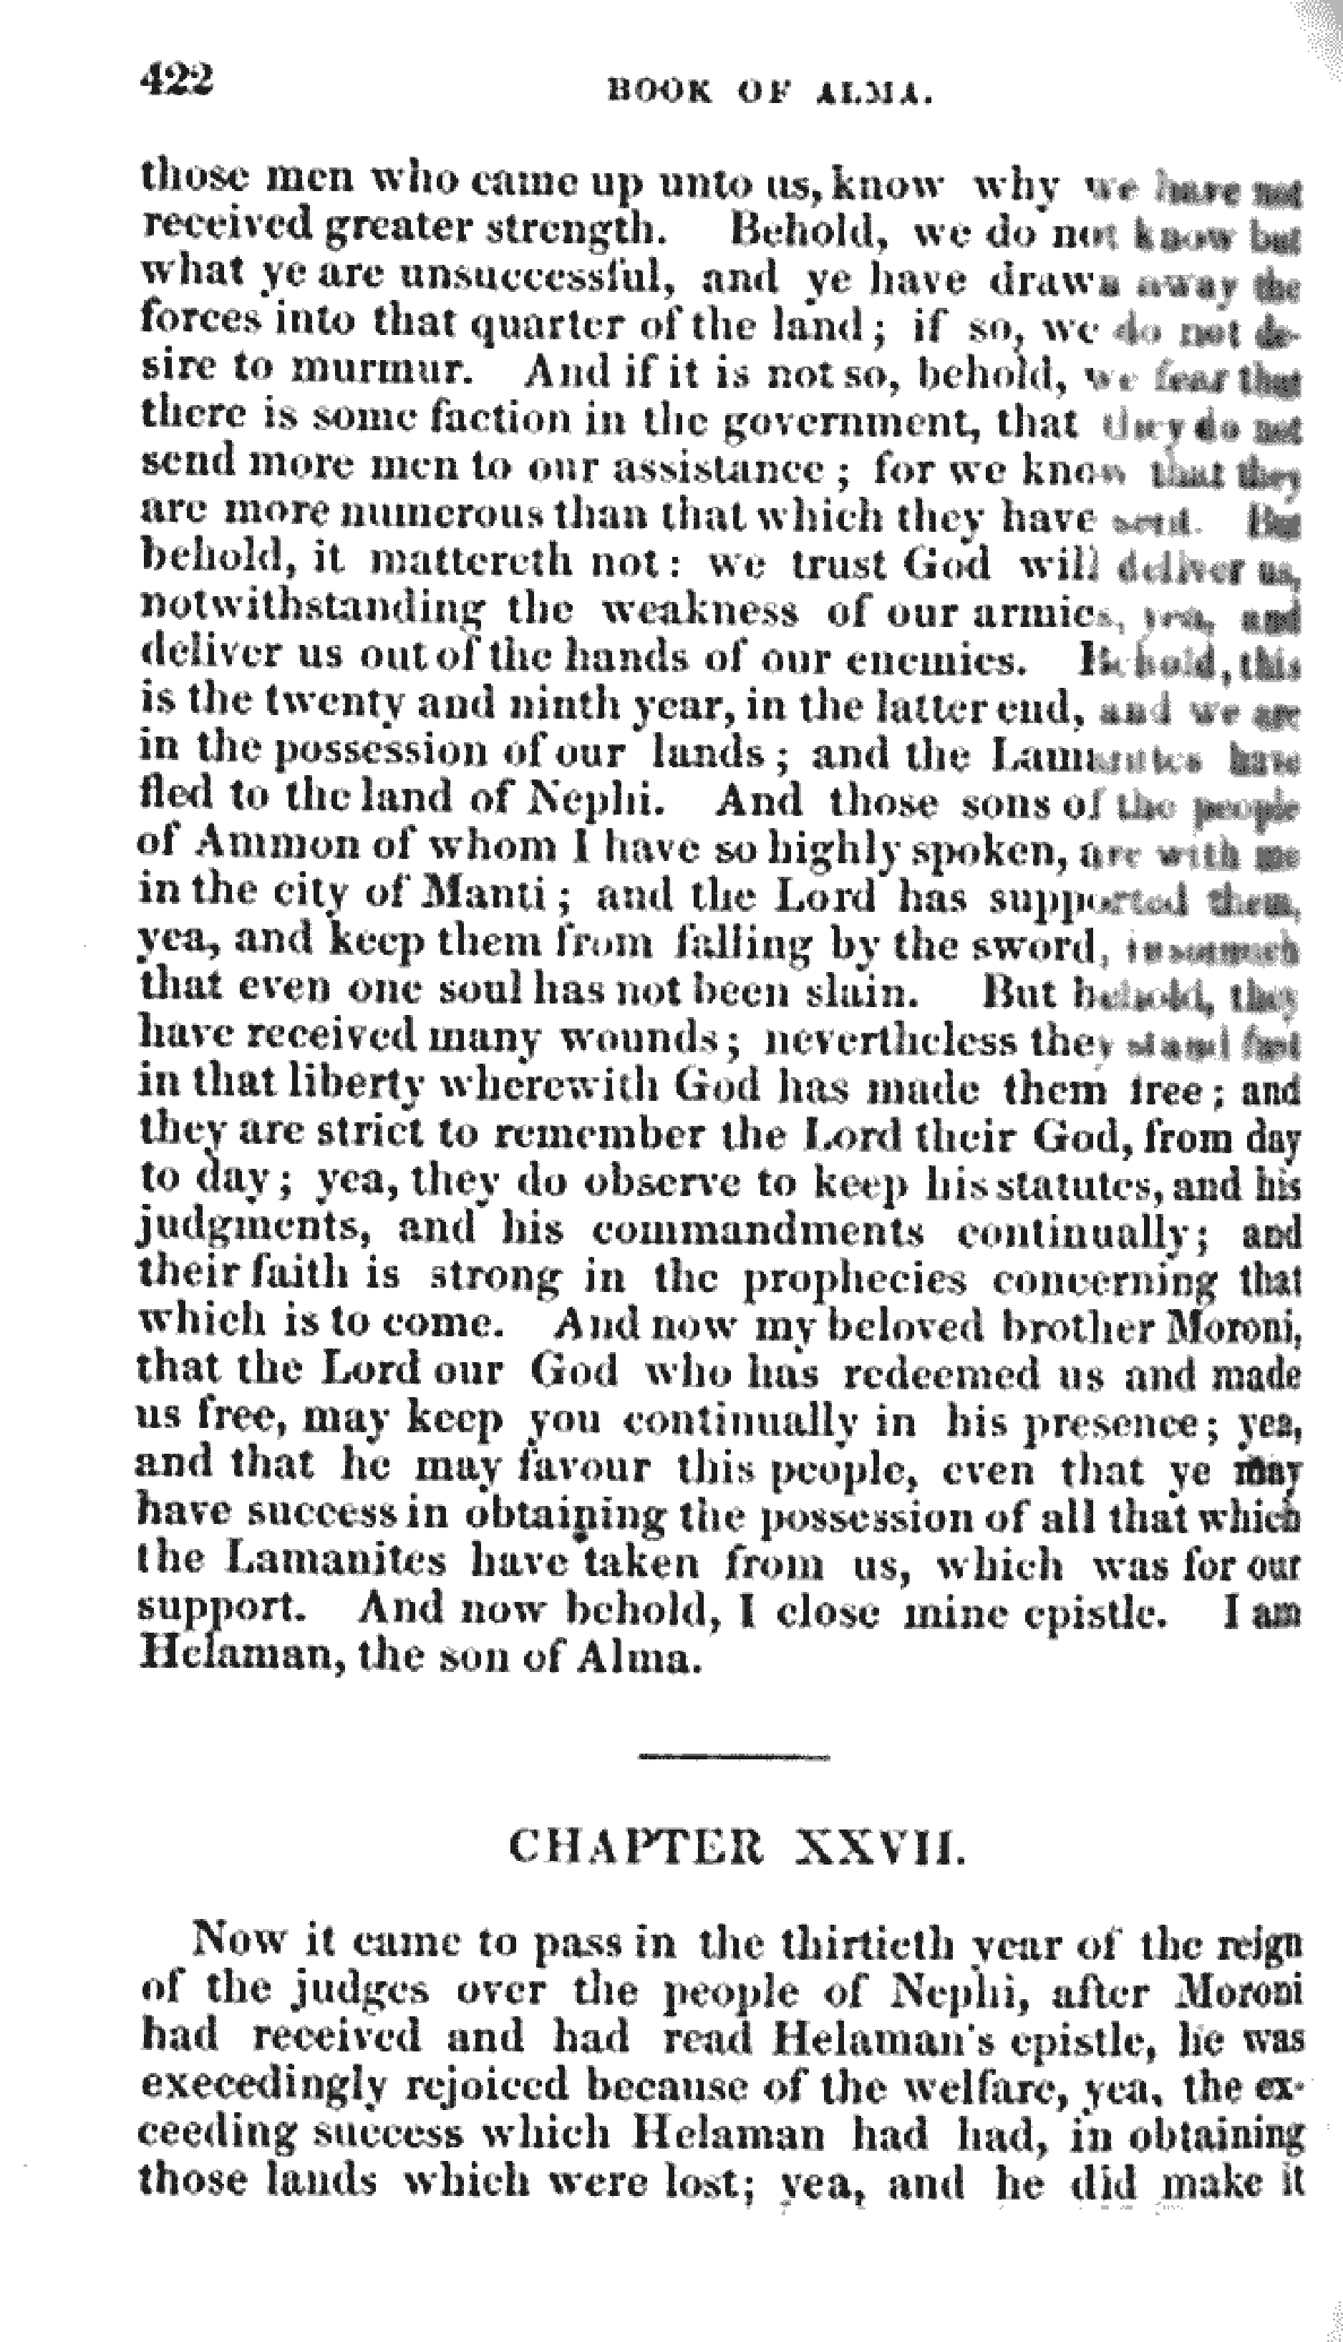 422
BOOK OF ALMA.
those men who came up unto us, know why we have not
received greater strength. Behold, we do not know but
what ye are unsuccessful, and ye have drawn away the
forces into that quarter of the land; if so, we do not de-
sire to murmur. And if it is not so, behold, we fear that
there is some faction in the government, that they do not
send more men to our assistance; for we know that they
are more numerous than that which they have sent. But
behold, it mattereth not: we trust God will deliver us,
notwithstanding the weakness of our armies, yea, and
deliver us out of the hands of our enemies. Behold, this
is the twenty and ninth year, in the latter end, and we are
in the possession of our lands; and the Lamanites have
fled to the land of Nephi. And those sons of the people
of Ammon of whom I have so highly spoken, are with me
in the city of Manti; and the Lord has supported them,
yea, and keep them from falling by the sword, insomuch
that even one soul has not been slain. But behold, they
have received many wounds; nevertheless they stand fast
in that liberty wherewith God has made them free; and
they are strict to remember the Lord their God, from day
to day; yea, they do observe to keep his statutes, and his
judgments, and his commandments continually; and
their faith is strong in the prophecies concerning that
which is to come. And now my beloved brother Moroni,
that the Lord our God who has redeemed us and made
us free, may keep you continually in his presence; yea,
and that he may favour this people, even that ye may
have success in obtaining the possession of all that which
the Lamanites have taken from us, which was for our
support. And now behold, I close mine epistle. I am
Helaman, the son of Alma.
CHAPTER XXVII.
Now it came to pass in the thirtieth year of the reign
of the judges over the people of Nephi, after Moroni
had received and had read Helaman's epistle, he was
execedingly rejoiced because of the welfare, yea, the ex-
ceeding success which Helaman had had, in obtaining
those lands which were lost; yea, and he did make it